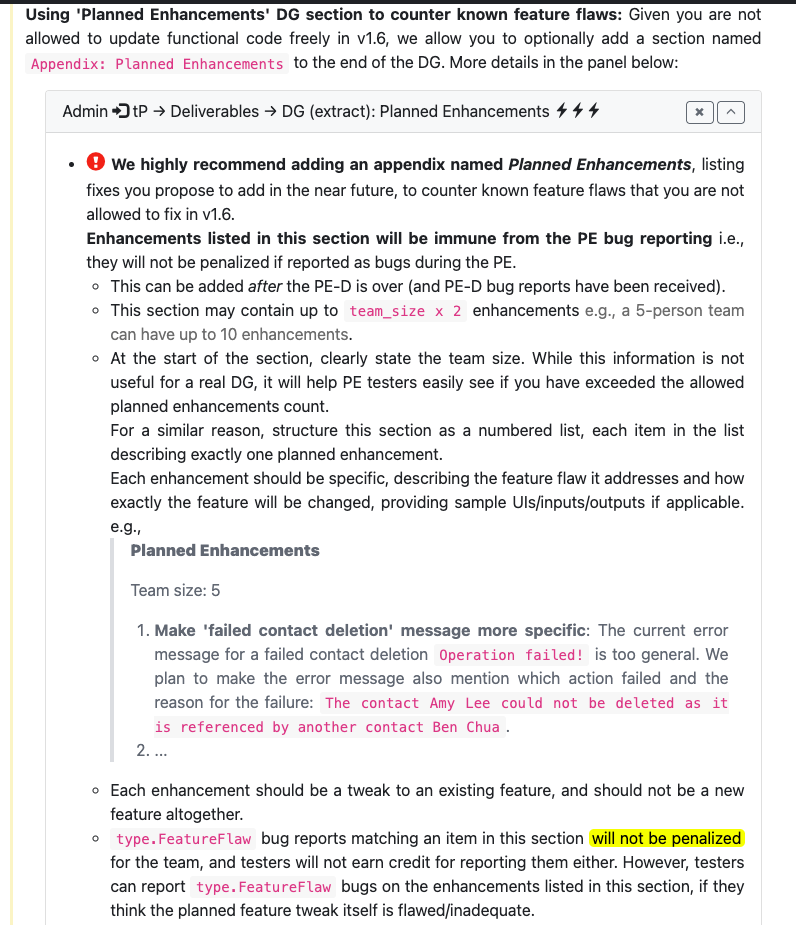 Using 'Planned Enhancements' DG section to counter known feature flaws: Given you are not
allowed to update functional code freely in v1.6, we allow you to optionally add a section named
Appendix: Planned Enhancements to the end of the DG. More details in the panel below:
Admin tP → Deliverables → DG (extract): Planned Enhancements
• We highly recommend adding an appendix named Planned Enhancements, listing
fixes you propose to add in the near future, to counter known feature flaws that you are not
allowed to fix in v1.6.
Enhancements listed in this section will be immune from the PE bug reporting i.e.,
they will not be penalized if reported as bugs during the PE.
◦ This can be added after the PE-D is over (and PE-D bug reports have been received).
◦ This section may contain up to team_size x 2 enhancements e.g., a 5-person team
can have up to 10 enhancements.
◦ At the start of the section, clearly state the team size. While this information is not
useful for a real DG, it will help PE testers easily see if you have exceeded the allowed
planned enhancements count.
For a similar reason, structure this section as a numbered list, each item in the list
describing exactly one planned enhancement.
Each enhancement should be specific, describing the feature flaw it addresses and how
exactly the feature will be changed, providing sample UIs/inputs/outputs if applicable.
e.g.,
Planned Enhancements
Team size: 5
1. Make 'failed contact deletion' message more specific: The current error
message for a failed contact deletion Operation failed! is too general. We
plan to make the error message also mention which action failed and the
reason for the failure: The contact Amy Lee could not be deleted as it
is referenced by another contact Ben Chua.
2. ...
◦ Each enhancement should be a tweak to an existing feature, and should not be a new
feature altogether.
◦ type.FeatureFlaw bug reports matching an item in this section will not be penalized
for the team, and testers will not earn credit for reporting them either. However, testers
can report type.FeatureFlaw bugs on the enhancements listed in this section, if they
think the planned feature tweak itself is flawed/inadequate.